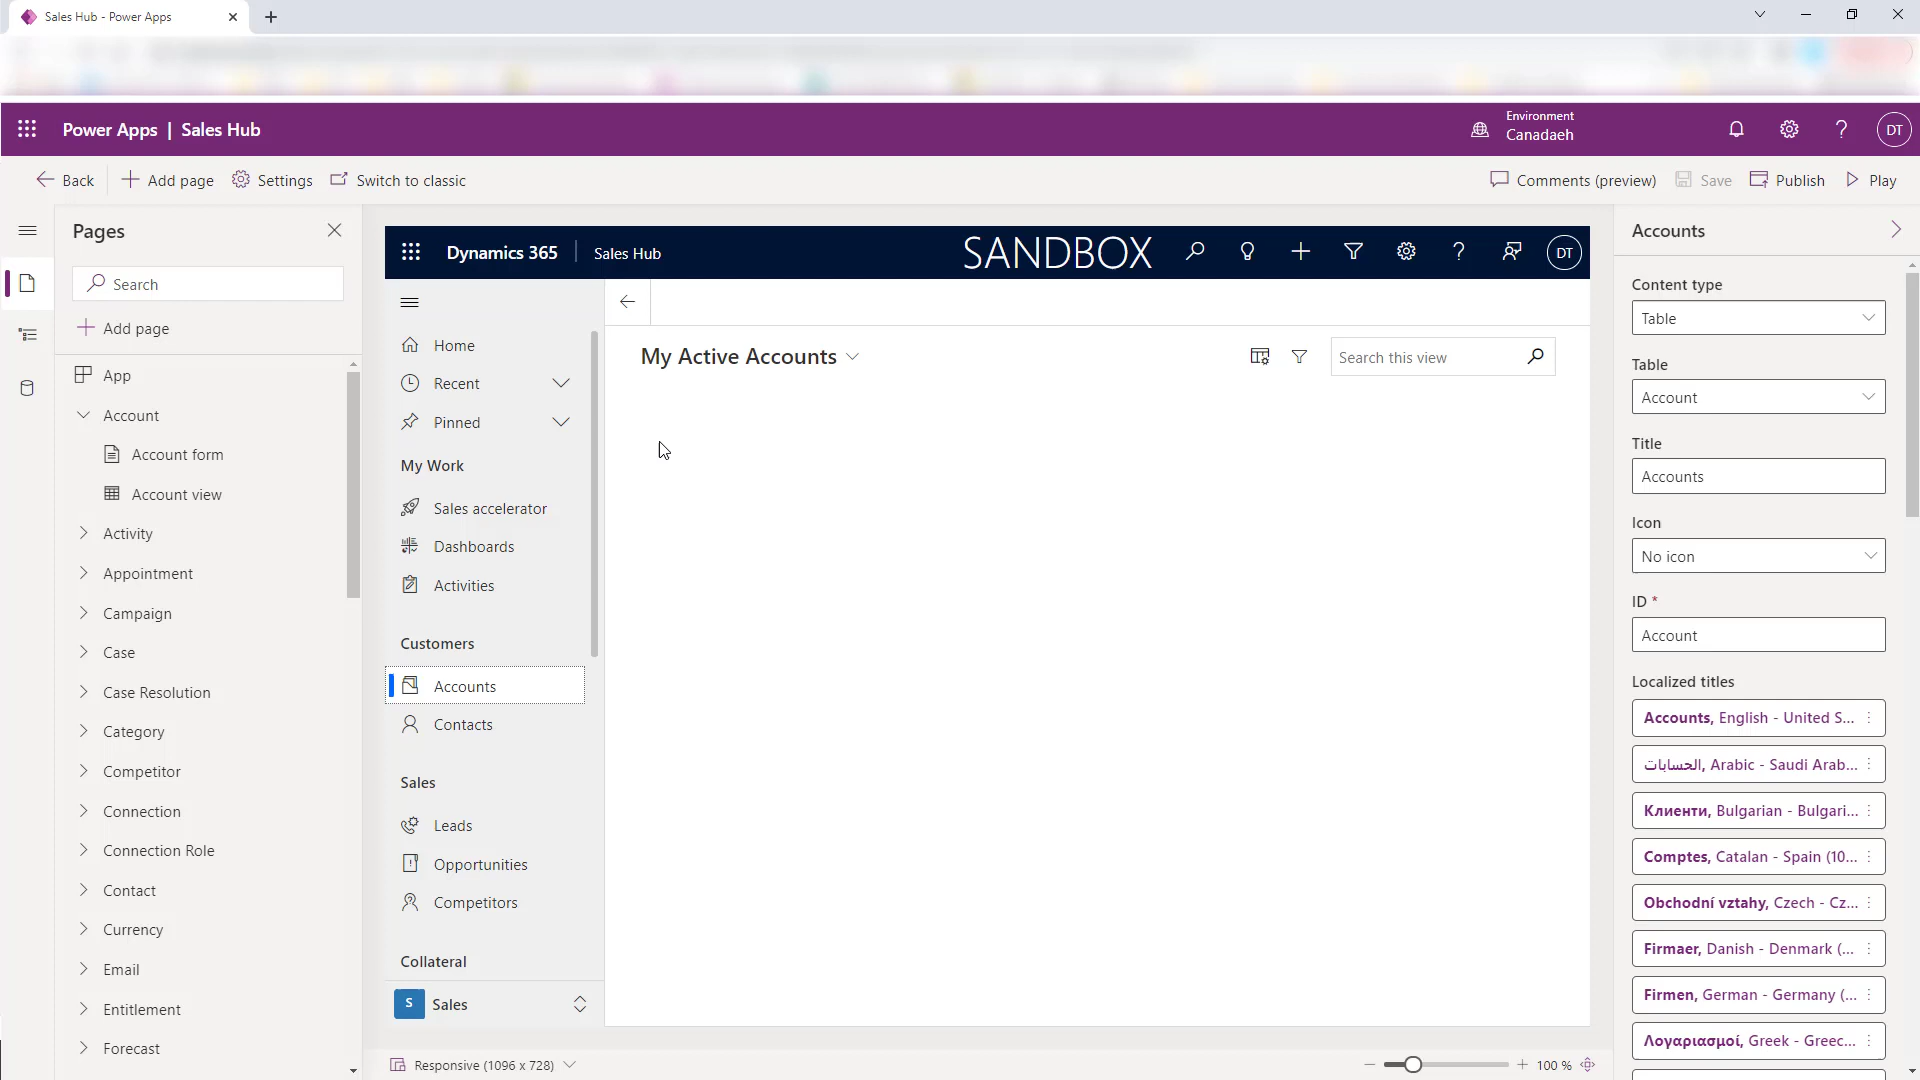 Sales Hub - Power Apps
Power Apps | Sales Hub
Environment
Canadaeh
DT
Back
Add page
Settings
Switch to classic
Comments (preview)
Save
Publish
Play
Pages
Search
Add page
App
Account
Account form
Account view
Activity
Appointment
Campaign
Case
Case Resolution
Category
Competitor
Connection
Connection Role
Contact
Currency
Email
Entitlement
Forecast
Dynamics 365
Sales Hub
SANDBOX
DT
Home
Recent
Pinned
My Work
Sales accelerator
Dashboards
Activities
Customers
Accounts
Contacts
Sales
Leads
Opportunities
Competitors
Collateral
S Sales
My Active Accounts
Search this view
Responsive (1096 x 728)
100 %
Accounts
Content type
Table
Table
Account
Title
Accounts
Icon
No icon
ID *
Account
Localized titles
Accounts, English - United S...
الحسابات, Arabic - Saudi Arab...
Клиенти, Bulgarian - Bulgari...
Comptes, Catalan - Spain (10...
Obchodní vztahy, Czech - Cz...
Firmaer, Danish - Denmark (...
Firmen, German - Germany (...
Λογαριασμοί, Greek - Greec...